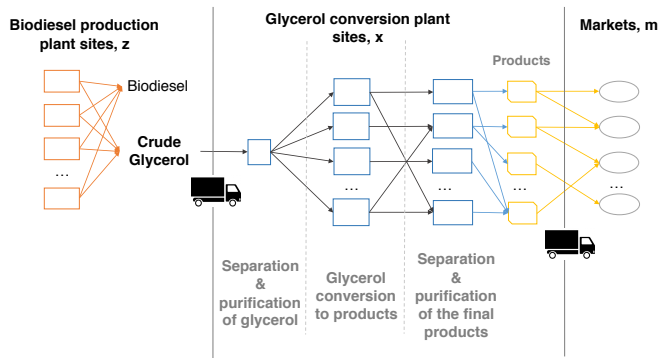 Biodiesel production
plant sites, z
Glycerol conversion plant
sites, x
Markets, m
Products
Biodiesel
Crude
Glycerol
...
...
...
...
...
Separation
&
purification
of glycerol
Glycerol
conversion
to products
Separation
&
purification
of the final
products